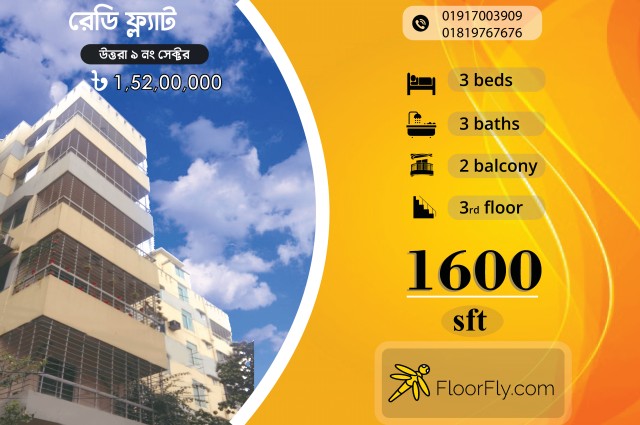 রেডি ফ্ল্যাট
উত্তরা ৯ নং সেক্টর
৳ 1,52,00,000
01917003909
01819767676
3 beds
3 baths
2 balcony
3rd floor
1600
sft
FloorFly.com